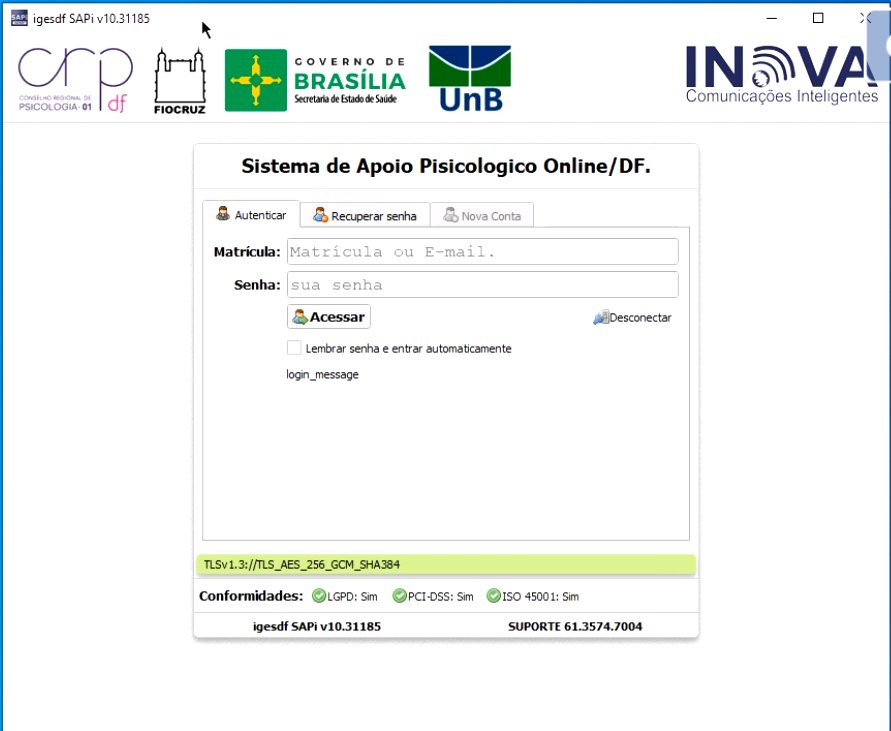 igesdf SAPi v10.31185
crp df
CONSELHO REGIONAL DE
PSICOLOGIA - 01
FIOCRUZ
GOVERNO DE
BRASÍLIA
Secretaria de Estado de Saúde
UnB
INOVA
Comunicações Inteligentes
Sistema de Apoio Pisicologico Online/DF.
Autenticar
Recuperar senha
Nova Conta
Matrícula: Matrícula ou E-mail.
Senha: sua senha
Acessar
Desconectar
Lembrar senha e entrar automaticamente
login_message
TLSv1.3://TLS_AES_256_GCM_SHA384
Conformidades: LGPD: Sim PCI-DSS: Sim ISO 45001: Sim
igesdf SAPi v10.31185 SUPORTE 61.3574.7004